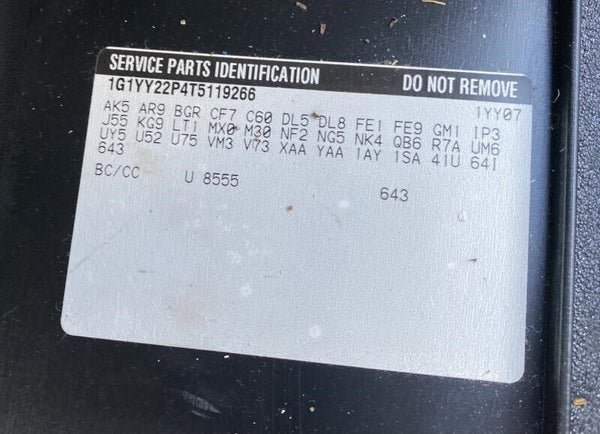 SERVICE PARTS IDENTIFICATION DO NOT REMOVE
1G1YY22P4T5119266 1YY07
AK5 AR9 BGR CF7 C60 DL5 DL8 FE1 FE9 GM1 IP3
J55 KG9 LT1 MX0 M30 NF2 NG5 NK4 QB6 R7A UM6
UY5 U52 U75 VM3 V73 XAA YAA 1AY 1SA 41U 64I
643
BC/CC U 8555 643